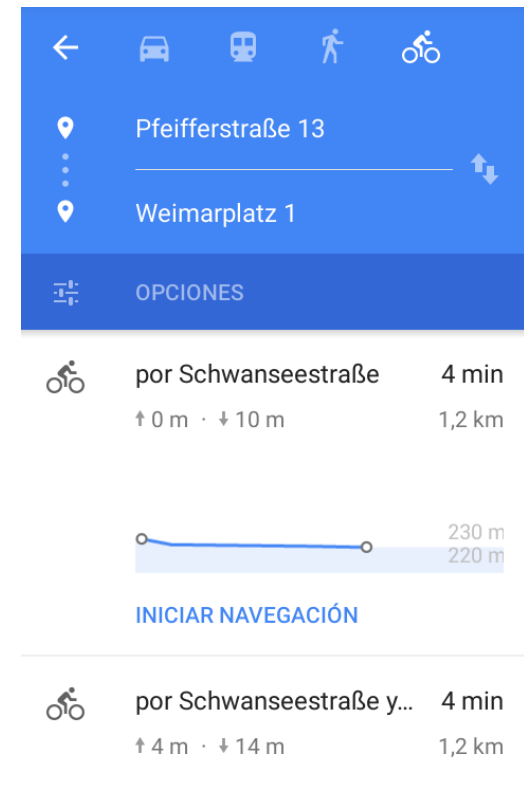 Pfeifferstraße 13
Weimarplatz 1
OPCIONES
por Schwanseestraße 4 min
↑ 0 m · ↓ 10 m 1,2 km
230 m
220 m
INICIAR NAVEGACIÓN
por Schwanseestraße y... 4 min
↑ 4 m · ↓ 14 m 1,2 km